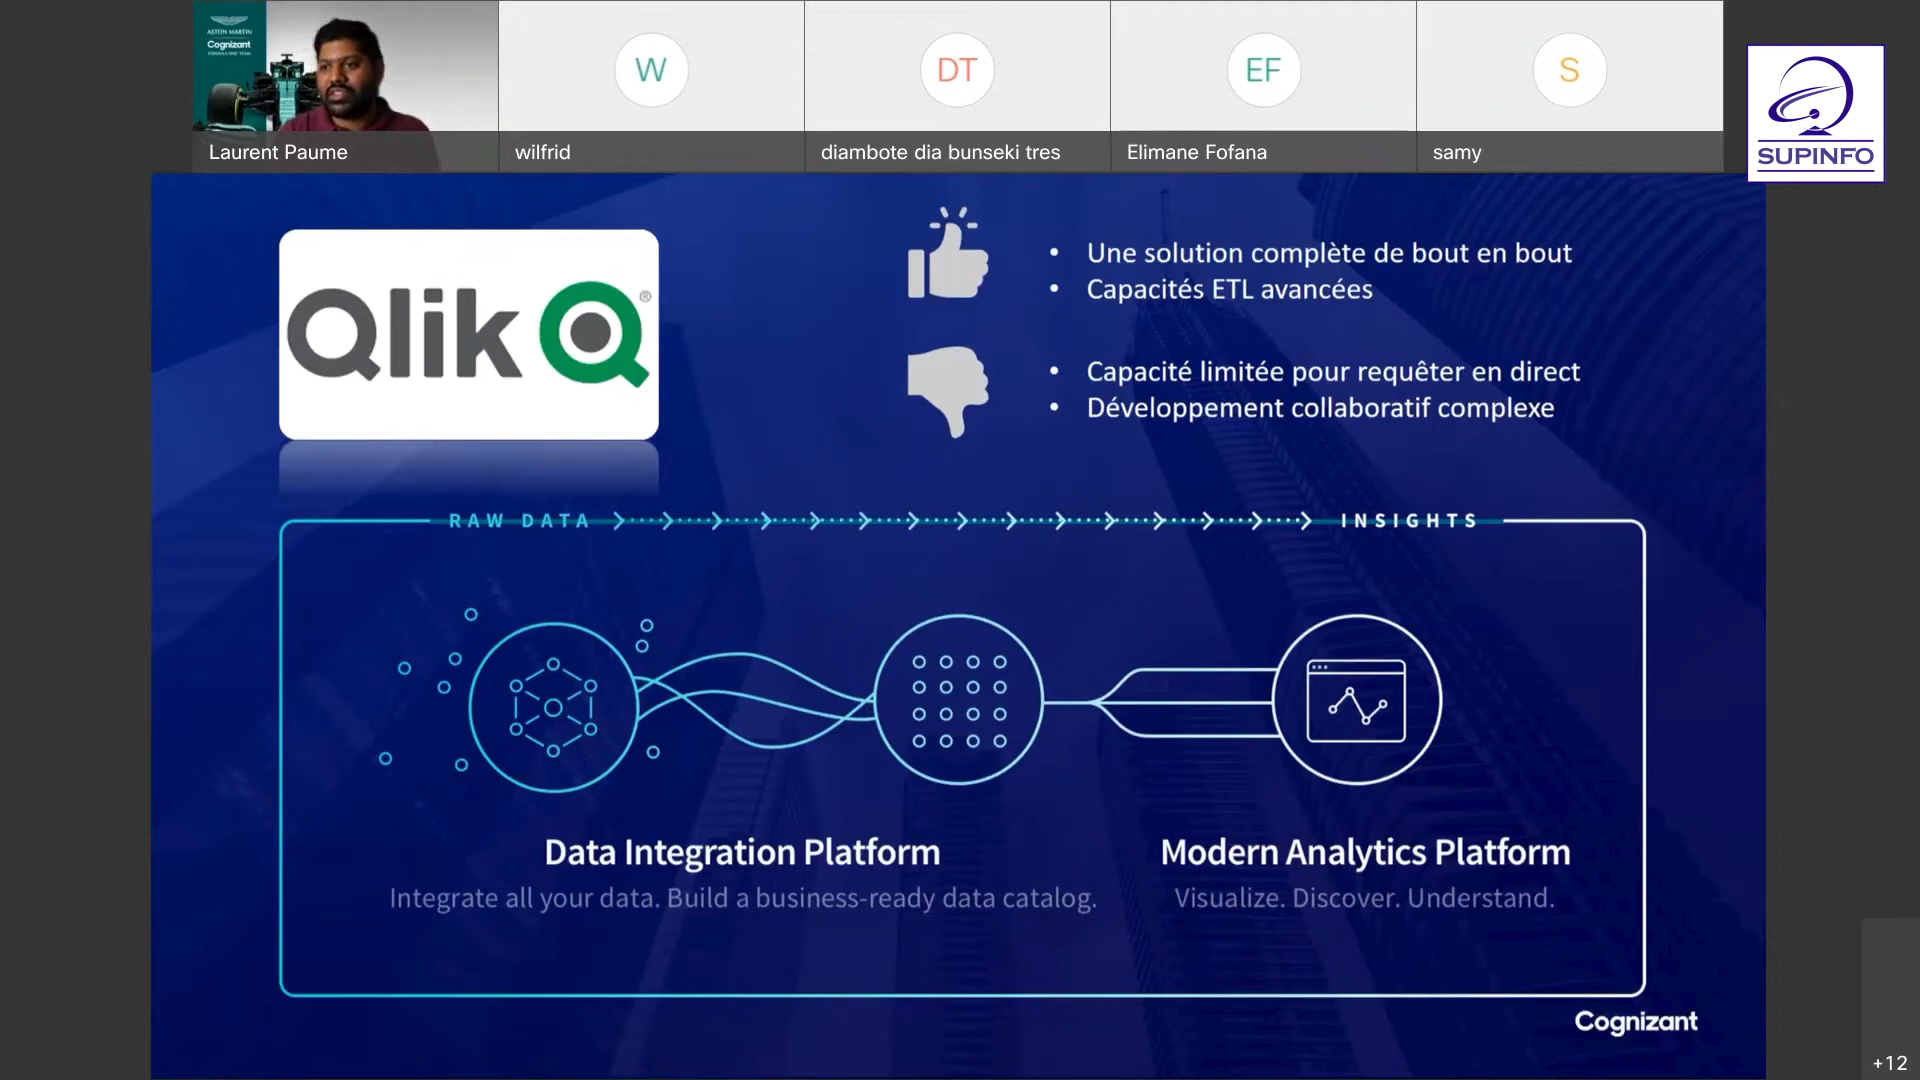 ASTON MARTIN
Cognizant
W
DT
EF
S
Laurent Paume
wilfrid
diambote dia bunseki tres
Elimane Fofana
samy
SUPINFO
Qlik
®
• Une solution complète de bout en bout
• Capacités ETL avancées
• Capacité limitée pour requêter en direct
• Développement collaboratif complexe
RAW DATA
INSIGHTS
Data Integration Platform
Integrate all your data. Build a business-ready data catalog.
Modern Analytics Platform
Visualize. Discover. Understand.
Cognizant
+12